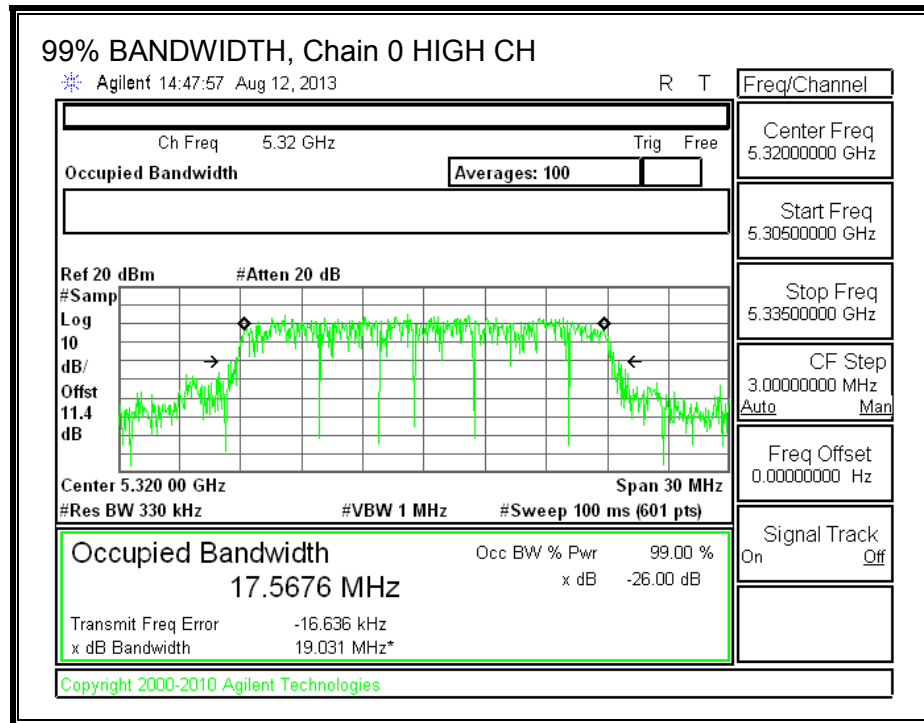 99% BANDWIDTH, Chain 0 HIGH CH
Agilent 14:47:57 Aug 12, 2013 R T
Freq/Channel
Ch Freq 5.32 GHz Trig Free
Occupied Bandwidth Averages: 100
Center Freq
5.32000000 GHz
Start Freq
5.30500000 GHz
Stop Freq
5.33500000 GHz
CF Step
3.00000000 MHz
Auto Man
Freq Offset
0.00000000 Hz
Signal Track
On Off
Ref 20 dBm #Atten 20 dB
#Samp
Log
10
dB/
Offst
11.4
dB
Center 5.320 00 GHz Span 30 MHz
#Res BW 330 kHz #VBW 1 MHz #Sweep 100 ms (601 pts)
Occupied Bandwidth Occ BW % Pwr 99.00 %
17.5676 MHz x dB -26.00 dB
Transmit Freq Error -16.636 kHz
x dB Bandwidth 19.031 MHz*
Copyright 2000-2010 Agilent Technologies